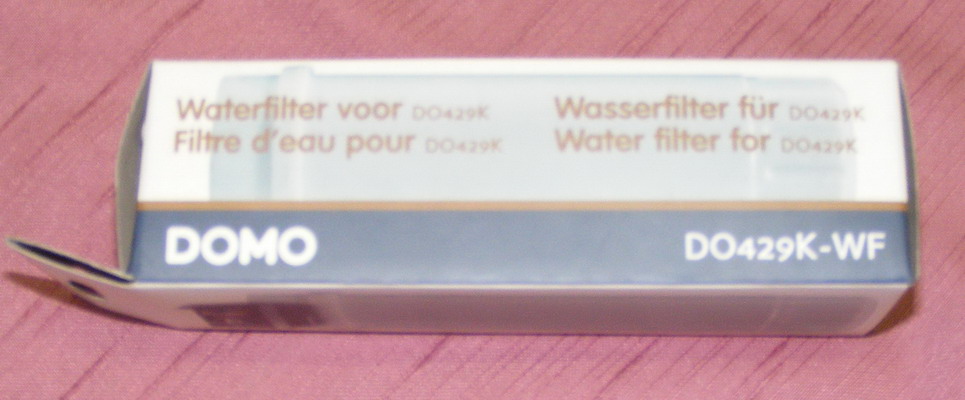 Waterfilter voor DO429K
Filtre d'eau pour DO429K
Wasserfilter für DO429K
Water filter for DO429K
DOMO
DO429K-WF